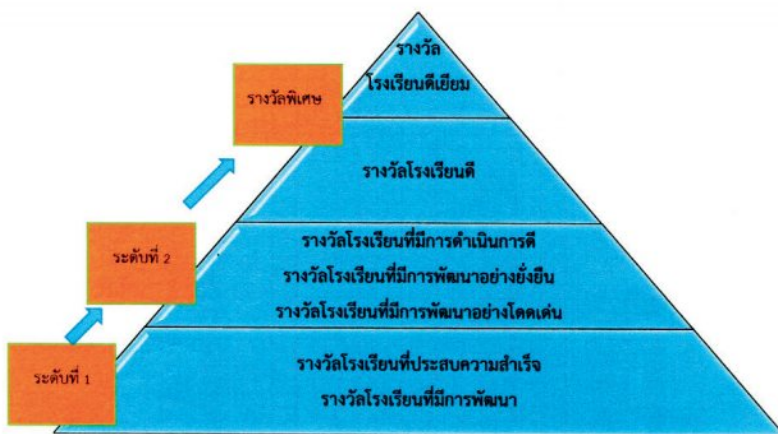 รางวัล
โรงเรียนดีเยี่ยม
รางวัลพิเศษ
รางวัลโรงเรียนดี
ระดับที่ 2
รางวัลโรงเรียนที่มีการดำเนินการดี
รางวัลโรงเรียนที่มีการพัฒนาอย่างยั่งยืน
รางวัลโรงเรียนที่มีการพัฒนาอย่างโดดเด่น
ระดับที่ 1
รางวัลโรงเรียนที่ประสบความสำเร็จ
รางวัลโรงเรียนที่มีการพัฒนา